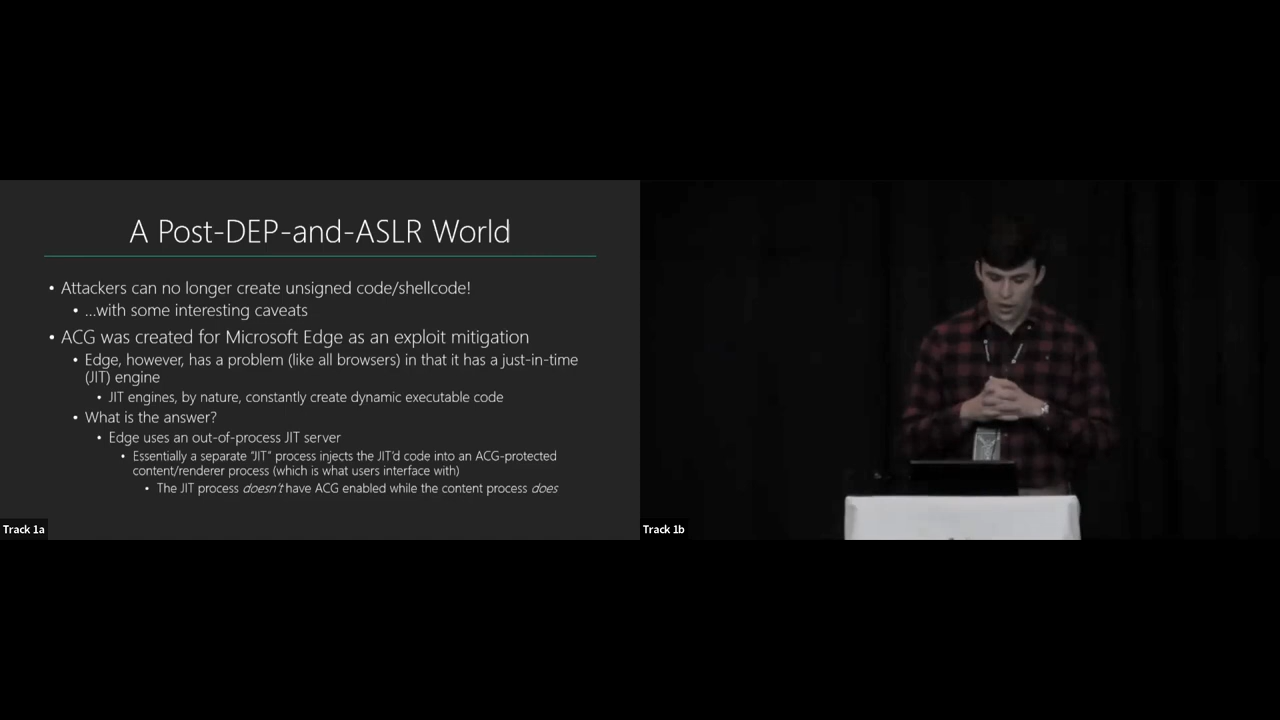 A Post-DEP-and-ASLR World
• Attackers can no longer create unsigned code/shellcode!
• ...with some interesting caveats
• ACG was created for Microsoft Edge as an exploit mitigation
• Edge, however, has a problem (like all browsers) in that it has a just-in-time
(JIT) engine
• JIT engines, by nature, constantly create dynamic executable code
• What is the answer?
• Edge uses an out-of-process JIT server
• Essentially a separate "JIT" process injects the JIT'd code into an ACG-protected
content/renderer process (which is what users interface with)
• The JIT process doesn't have ACG enabled while the content process does
Track 1a
Track 1b